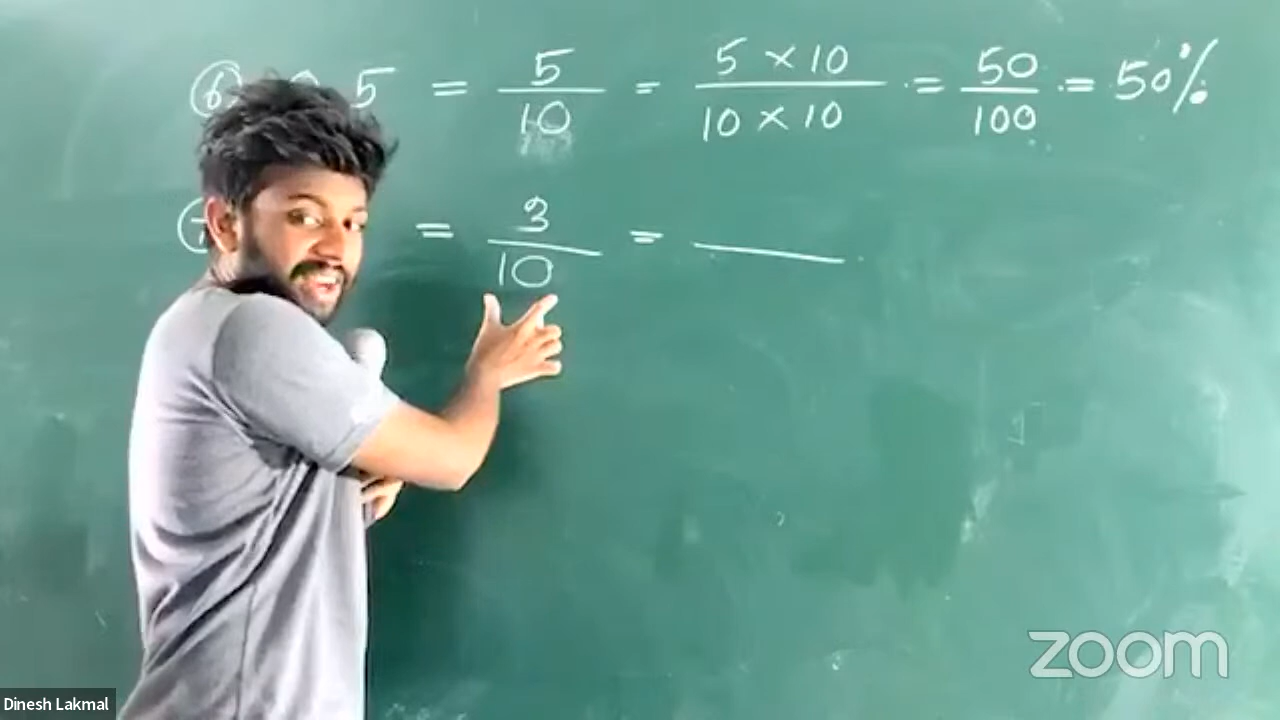 6 5 = 5/10 = 5 × 10/10 × 10 = 50/100 = 50%
= 3/10 =
zoom
Dinesh Lakmal